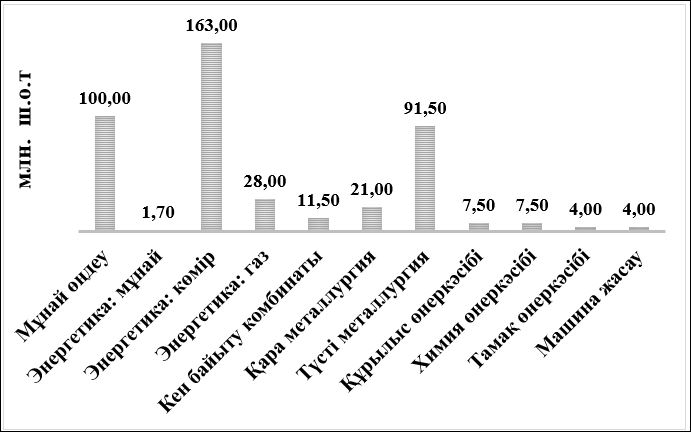 млн. ш.о.т
100,00
1,70
163,00
28,00
11,50
21,00
91,50
7,50
7,50
4,00
4,00
Мұнай өңдеу
Энергетика: мұнай
Энергетика: көмір
Энергетика: газ
Кен байыту комбинаты
Қара металлургия
Түсті металлургия
Құрылыс өнеркәсібі
Химия өнеркәсібі
Тамақ өнеркәсібі
Машина жасау